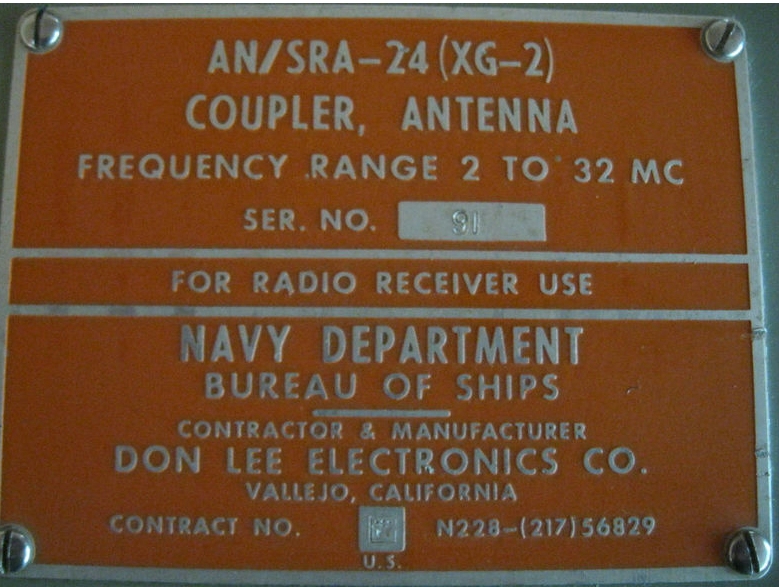 AN/SRA-24 (XG-2)
COUPLER, ANTENNA
FREQUENCY RANGE 2 TO 32 MC
SER. NO. 91
FOR RADIO RECEIVER USE
NAVY DEPARTMENT
BUREAU OF SHIPS
CONTRACTOR & MANUFACTURER
DON LEE ELECTRONICS CO.
VALLEJO, CALIFORNIA
CONTRACT NO. N228-(217)56829
U.S.